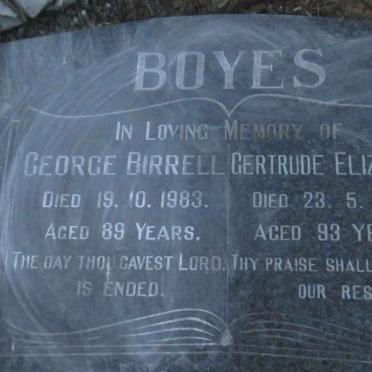 BOYES
IN LOVING MEMORY OF
GEORGE BIRRELL
DIED 19.10.1983.
AGED 89 YEARS.
THE DAY THOU GAVEST LORD,
IS ENDED.
GERTRUDE
DIED 23. 5.
AGED 93
THY PRAISE SHALL
OUR